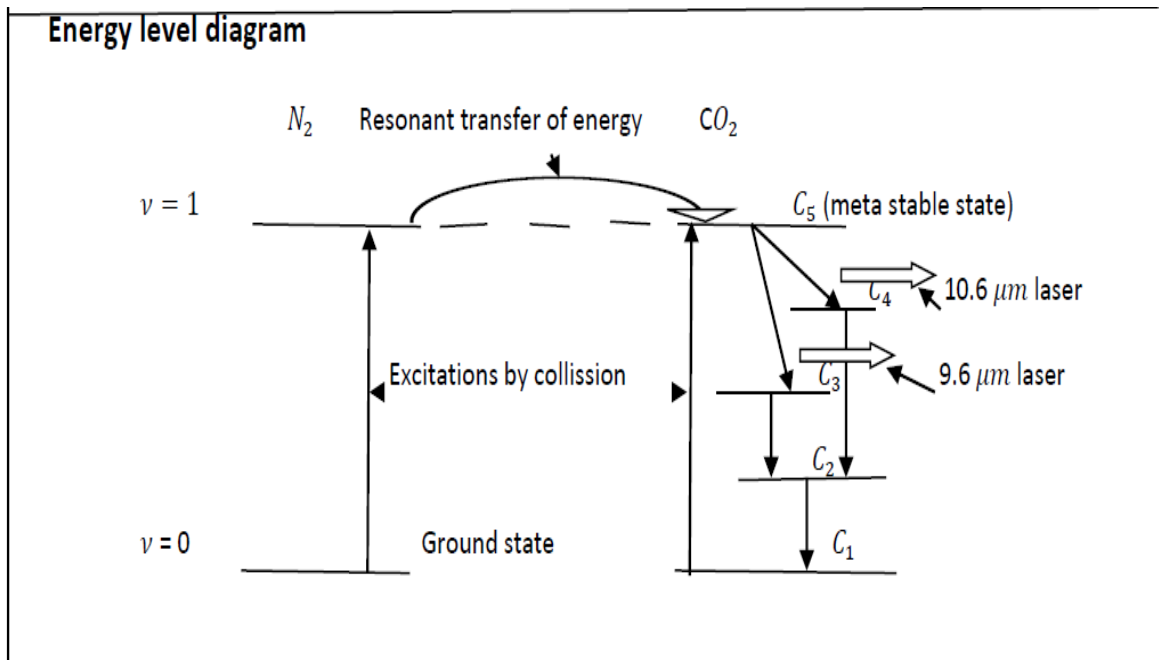 Energy level diagram
N₂ Resonant transfer of energy CO₂
ν = 1
C₅ (meta stable state)
C₄
10.6 μm laser
Excitations by collission
C₃
9.6 μm laser
C₂
ν = 0
Ground state
C₁